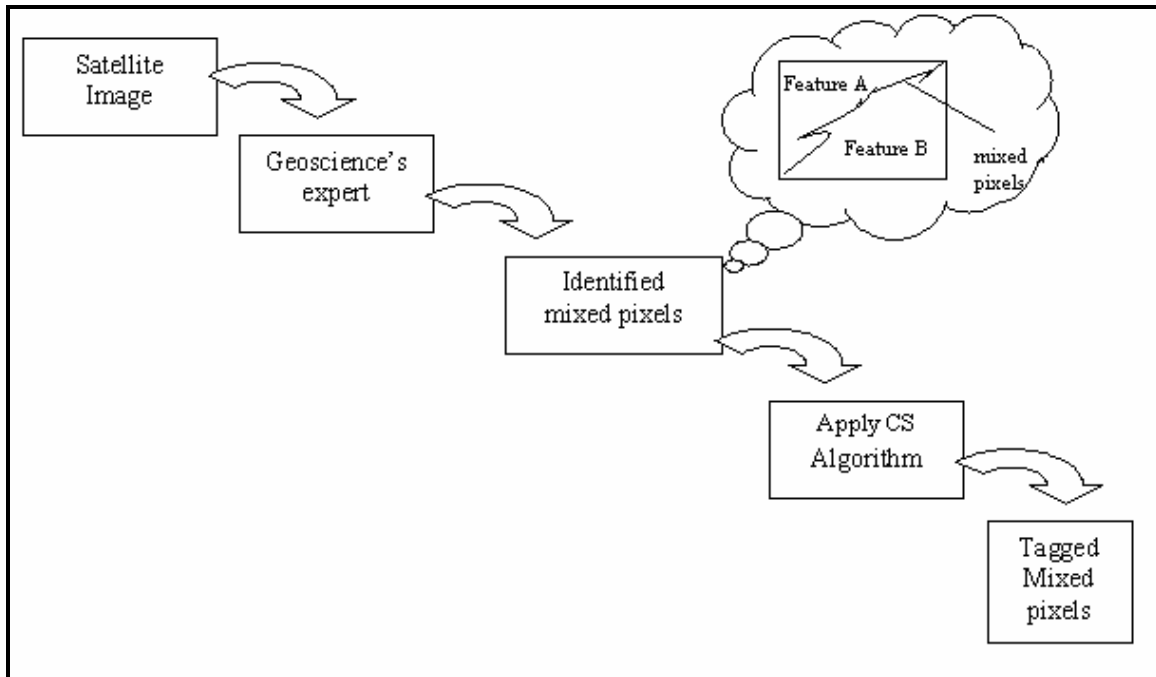 Satellite
Image
Geoscience's
expert
Feature A
Feature B
mixed
pixels
Identified
mixed pixels
Apply CS
Algorithm
Tagged
Mixed
pixels